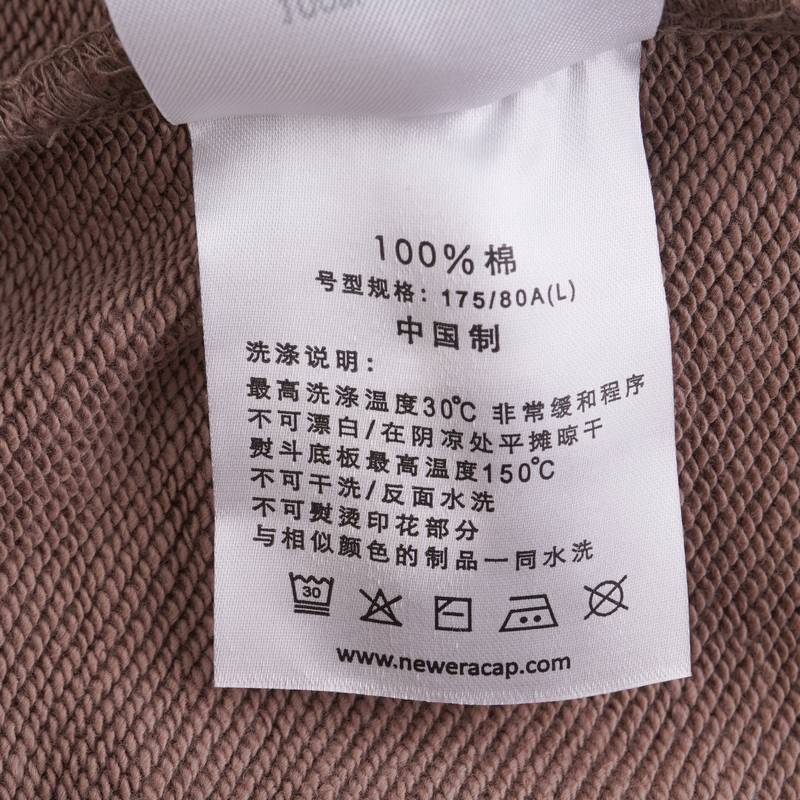 100%棉
号型规格：175/80A(L)
中国制
洗涤说明：
最高洗涤温度30℃ 非常缓和程序
不可漂白/在阴凉处平摊晾干
熨斗底板最高温度150℃
不可干洗/反面水洗
不可熨烫印花部分
与相似颜色的制品一同水洗
30
www.neweracap.com